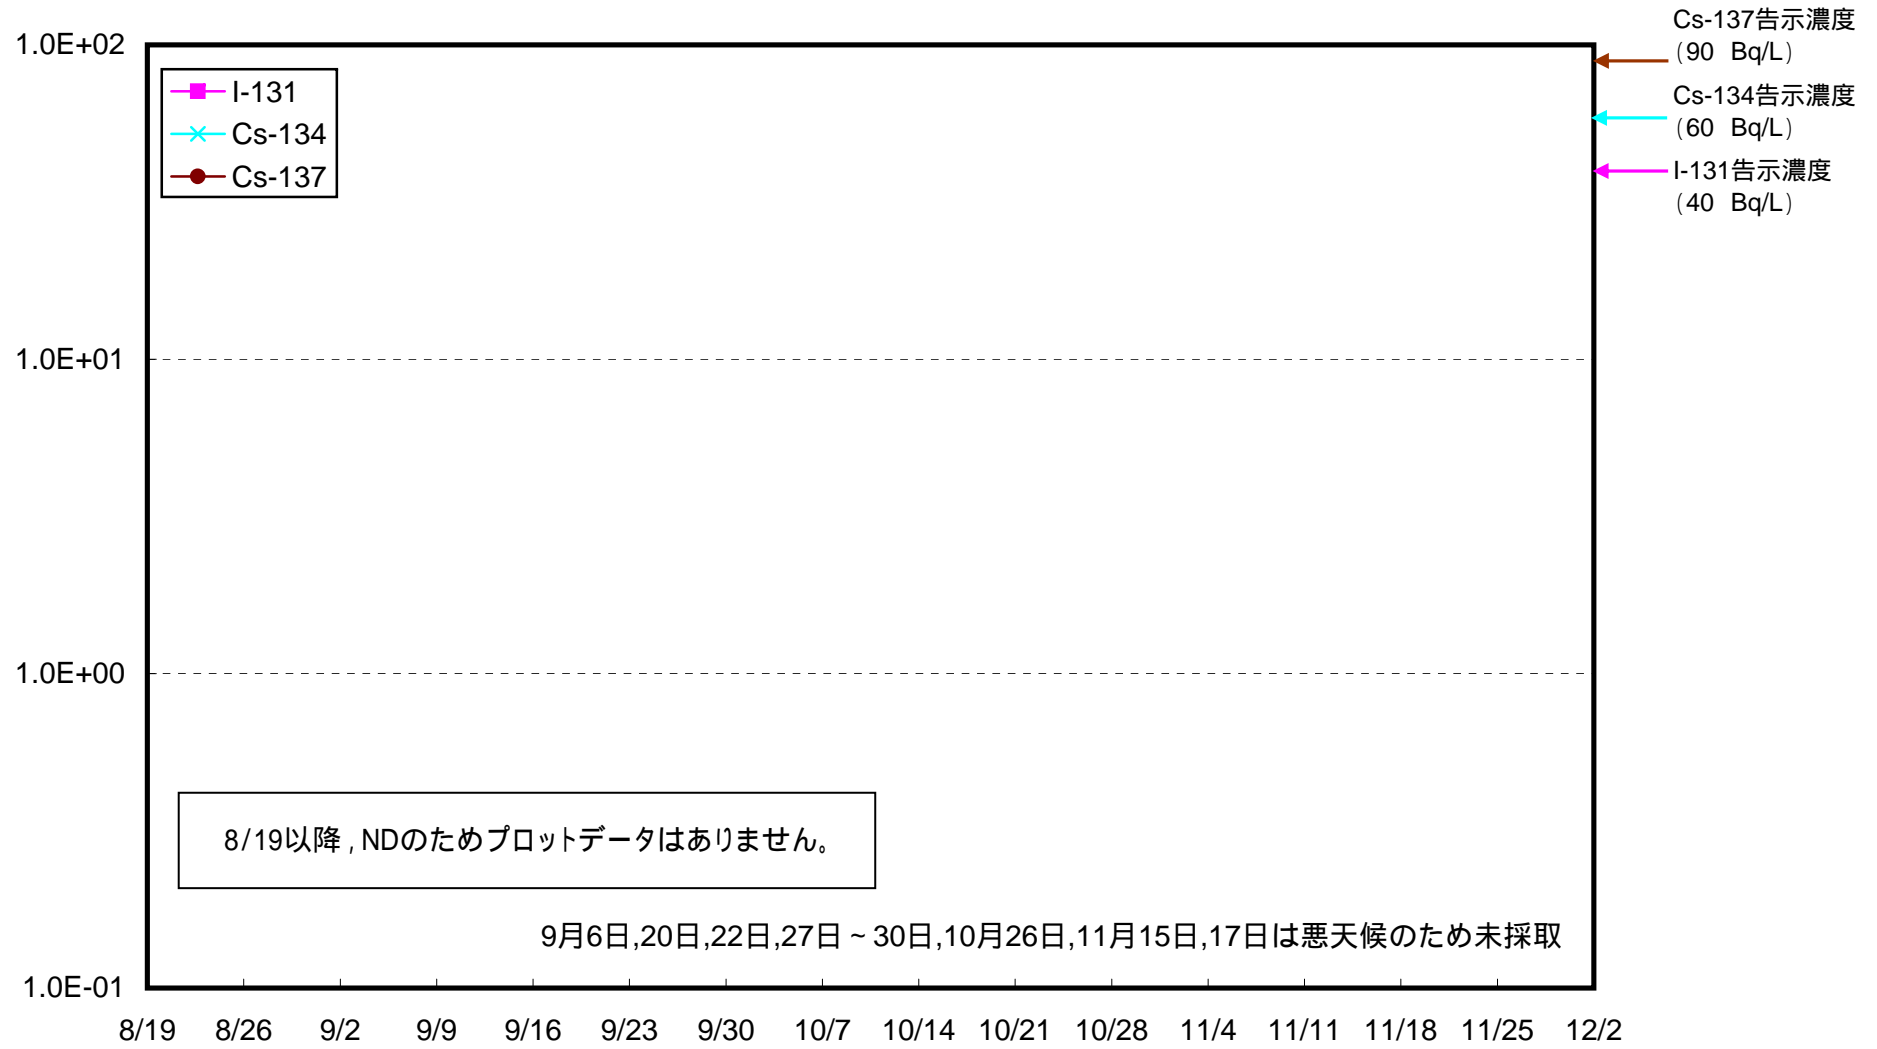 Cs-137告示濃度
(90 Bq/L)
1.0E+02
I-131
Cs-134
Cs-137
Cs-134告示濃度
(60 Bq/L)
I-131告示濃度
(40 Bq/L)
1.0E+01
1.0E+00
8/19以降,NDのためプロットデータはありません。
9月6日,20日,22日,27日~30日,10月26日,11月15日,17日は悪天候のため未採取
1.0E-01
8/19 8/26 9/2 9/9 9/16 9/23 9/30 10/7 10/14 10/21 10/28 11/4 11/11 11/18 11/25 12/2